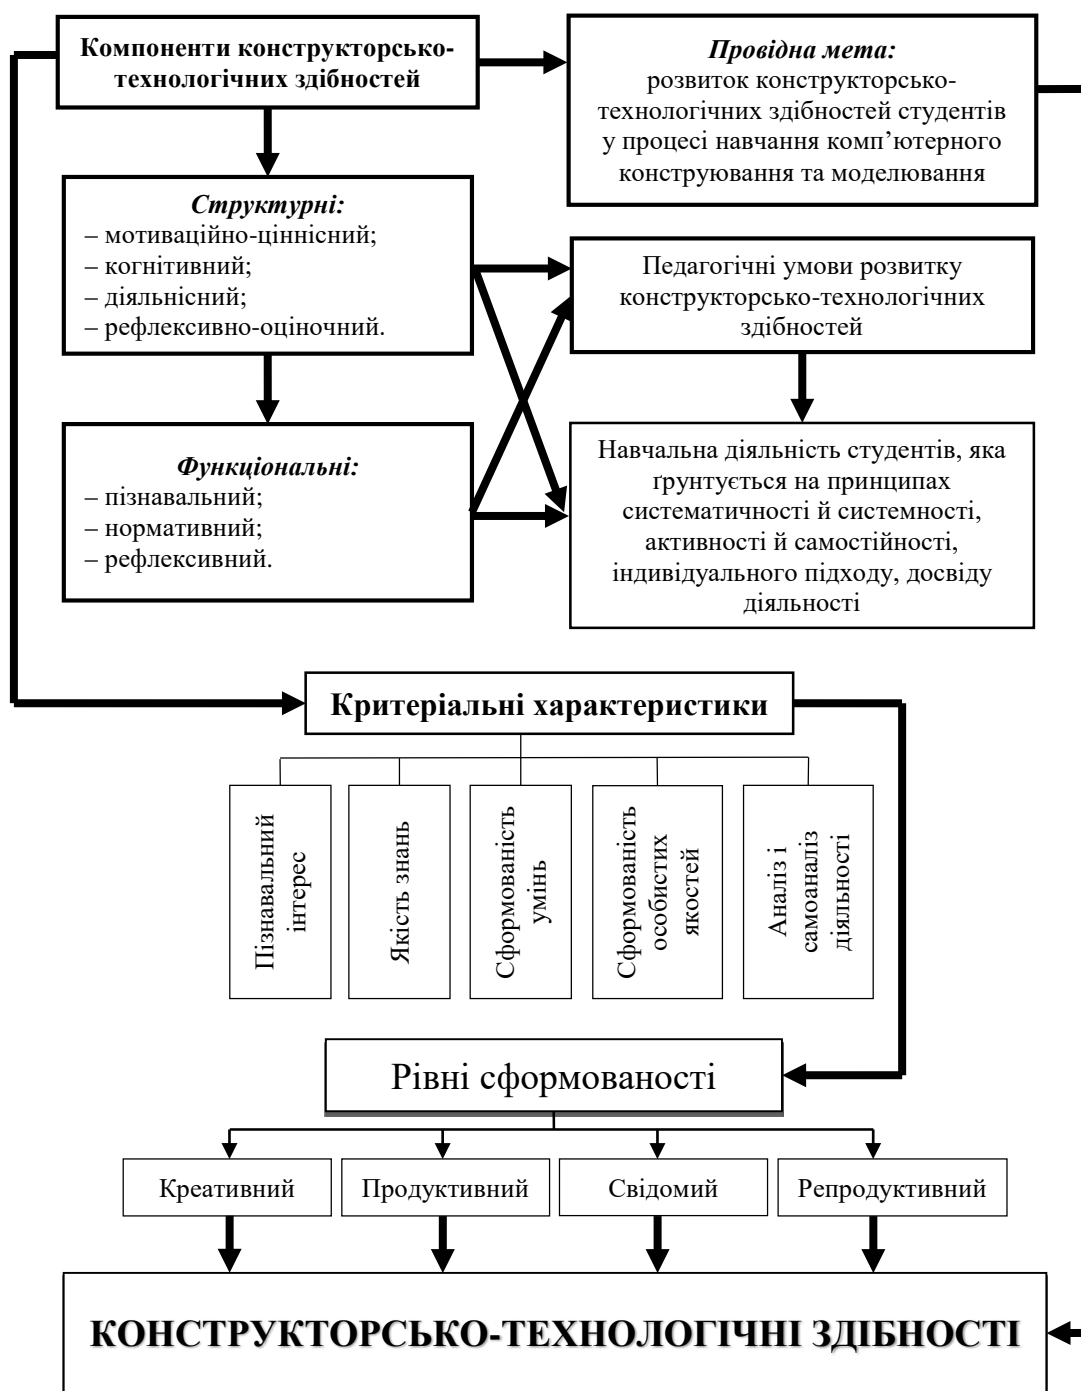 Компоненти конструкторсько-
технологічних здібностей
Провідна мета:
розвиток конструкторсько-
технологічних здібностей студентів
у процесі навчання комп’ютерного
конструювання та моделювання
Структурні:
– мотиваційно-ціннісний;
– когнітивний;
– діяльнісний;
– рефлексивно-оціночний.
Педагогічні умови розвитку
конструкторсько-технологічних
здібностей
Функціональні:
– пізнавальний;
– нормативний;
– рефлексивний.
Навчальна діяльність студентів, яка
ґрунтується на принципах
систематичності й системності,
активності й самостійності,
індивідуального підходу, досвіду
діяльності
Критеріальні характеристики
Пізнавальний
інтерес
Якість знань
Сформованість
умінь
Сформованість
особистих
якостей
Аналіз і
самоаналіз
діяльності
Рівні сформованості
Креативний
Продуктивний
Свідомий
Репродуктивний
КОНСТРУКТОРСЬКО-ТЕХНОЛОГІЧНІ ЗДІБНОСТІ